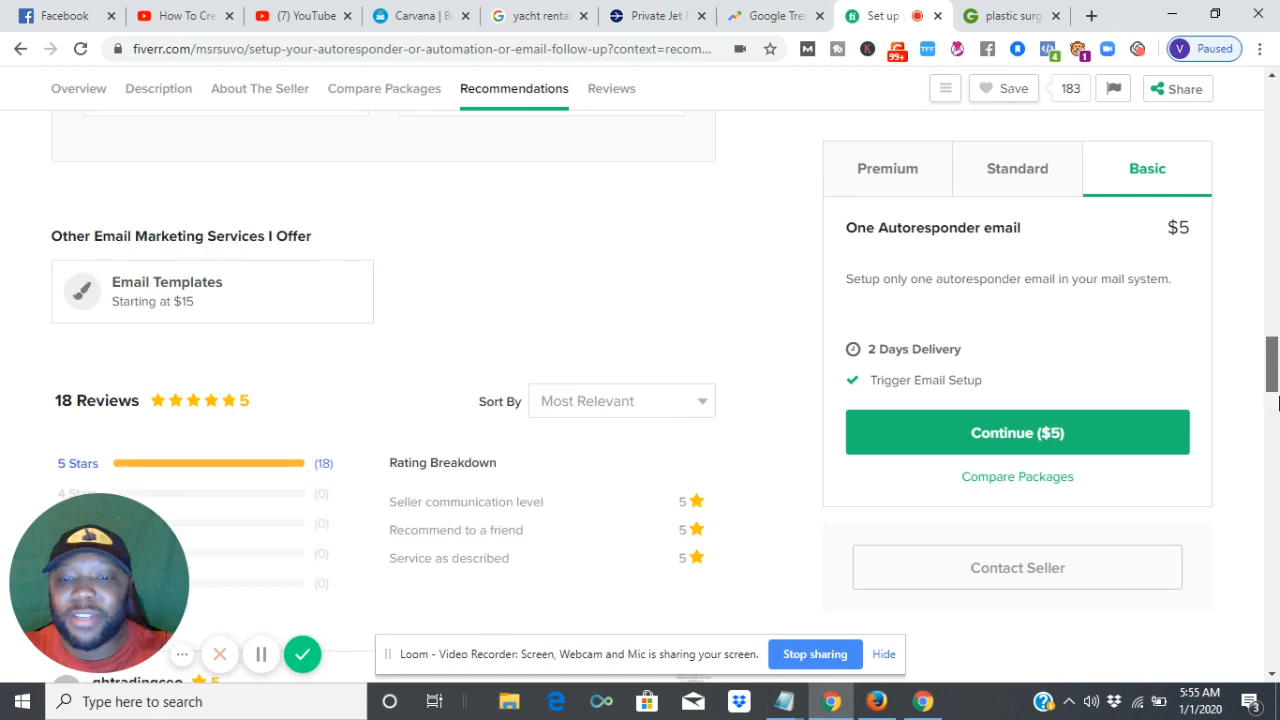 Facebook
How To Cre
(7) YouTube
Carvana | B
yacht rental
Private Jet
Google Tre
Set up
plastic surg
fiverr.com/msrsuvo/setup-your-autoresponder-or-automation-or-email-follow-up?context=recom...
99+
TFF
4
1
V Paused
Overview
Description
About The Seller
Compare Packages
Recommendations
Reviews
Save
183
Share
Other Email Marketing Services I Offer
Email Templates
Starting at $15
18 Reviews
5
Sort By
Most Relevant
5 Stars
(18)
(0)
(0)
(0)
(0)
Rating Breakdown
Seller communication level
5
Recommend to a friend
5
Service as described
5
Premium
Standard
Basic
One Autoresponder email
$5
Setup only one autoresponder email in your mail system.
2 Days Delivery
Trigger Email Setup
Continue ($5)
Compare Packages
Contact Seller
Loom - Video Recorder: Screen, Webcam and Mic is sharing your screen.
Stop sharing
Hide
5
Type here to search
5:55 AM
1/1/2020
3